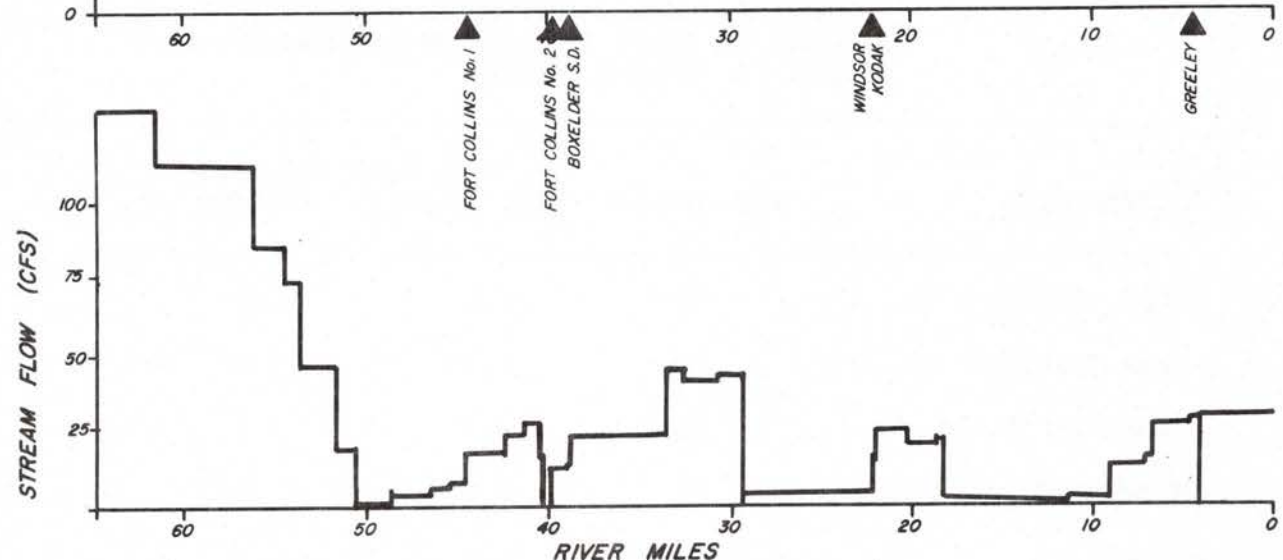 0
60
50
40
30
20
10
0
FORT COLLINS No. 1
FORT COLLINS No. 2
BOXELDER S.D.
WINDSOR
KODAK
GREELEY
STREAM FLOW (CFS)
100
75
50
25
60
50
40
30
20
10
0
RIVER MILES